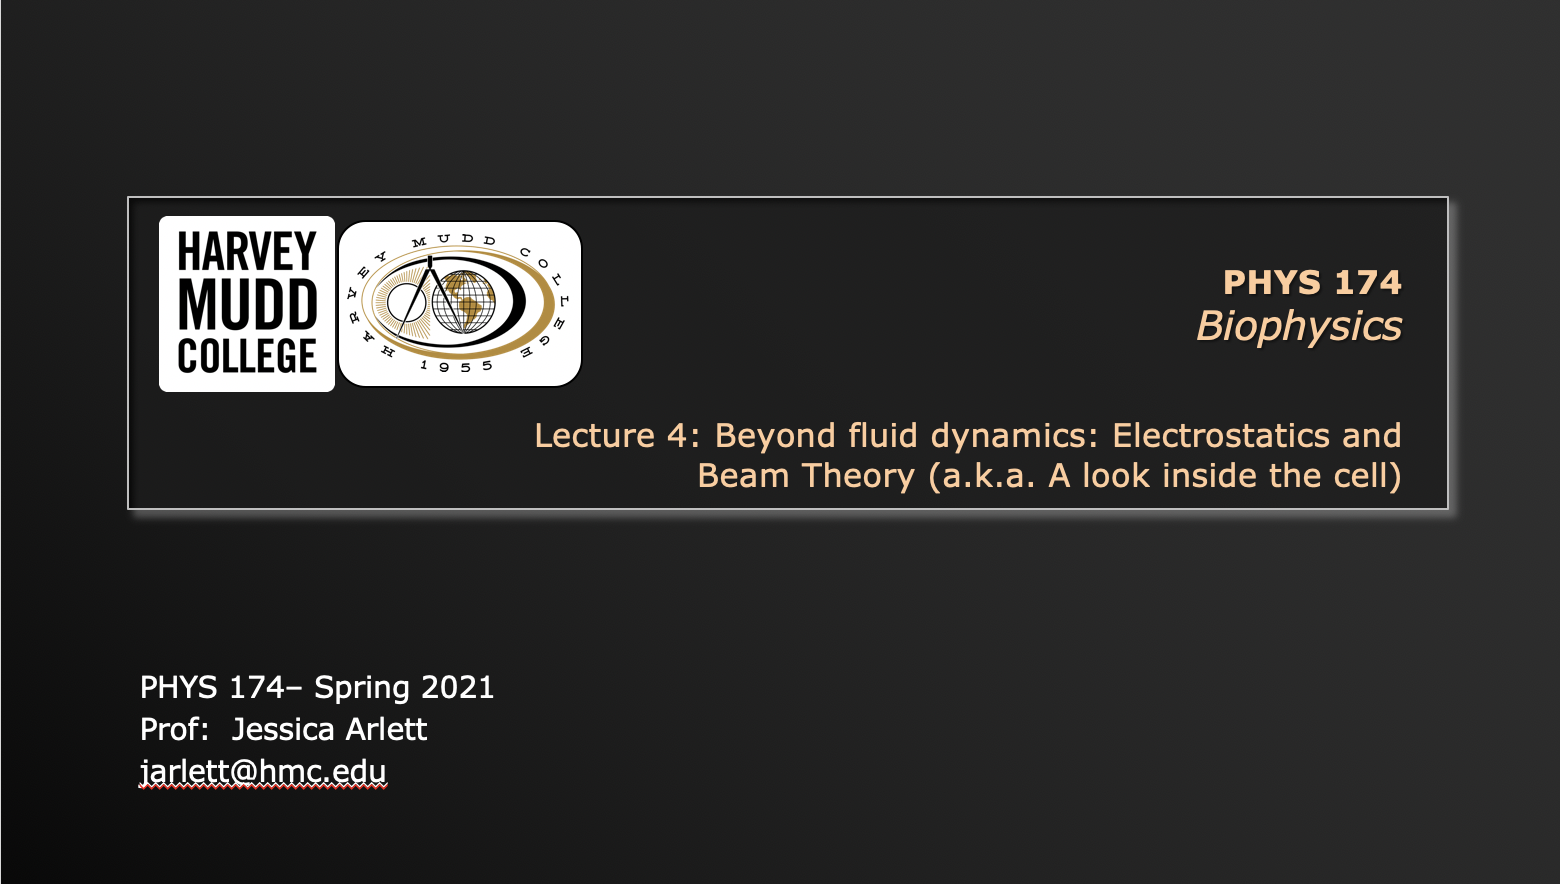 HARVEY
MUDD
COLLEGE
HARVEY MUDD COLLEGE
1955
PHYS 174
Biophysics
Lecture 4: Beyond fluid dynamics: Electrostatics and
Beam Theory (a.k.a. A look inside the cell)
PHYS 174– Spring 2021
Prof:  Jessica Arlett
jarlett@hmc.edu